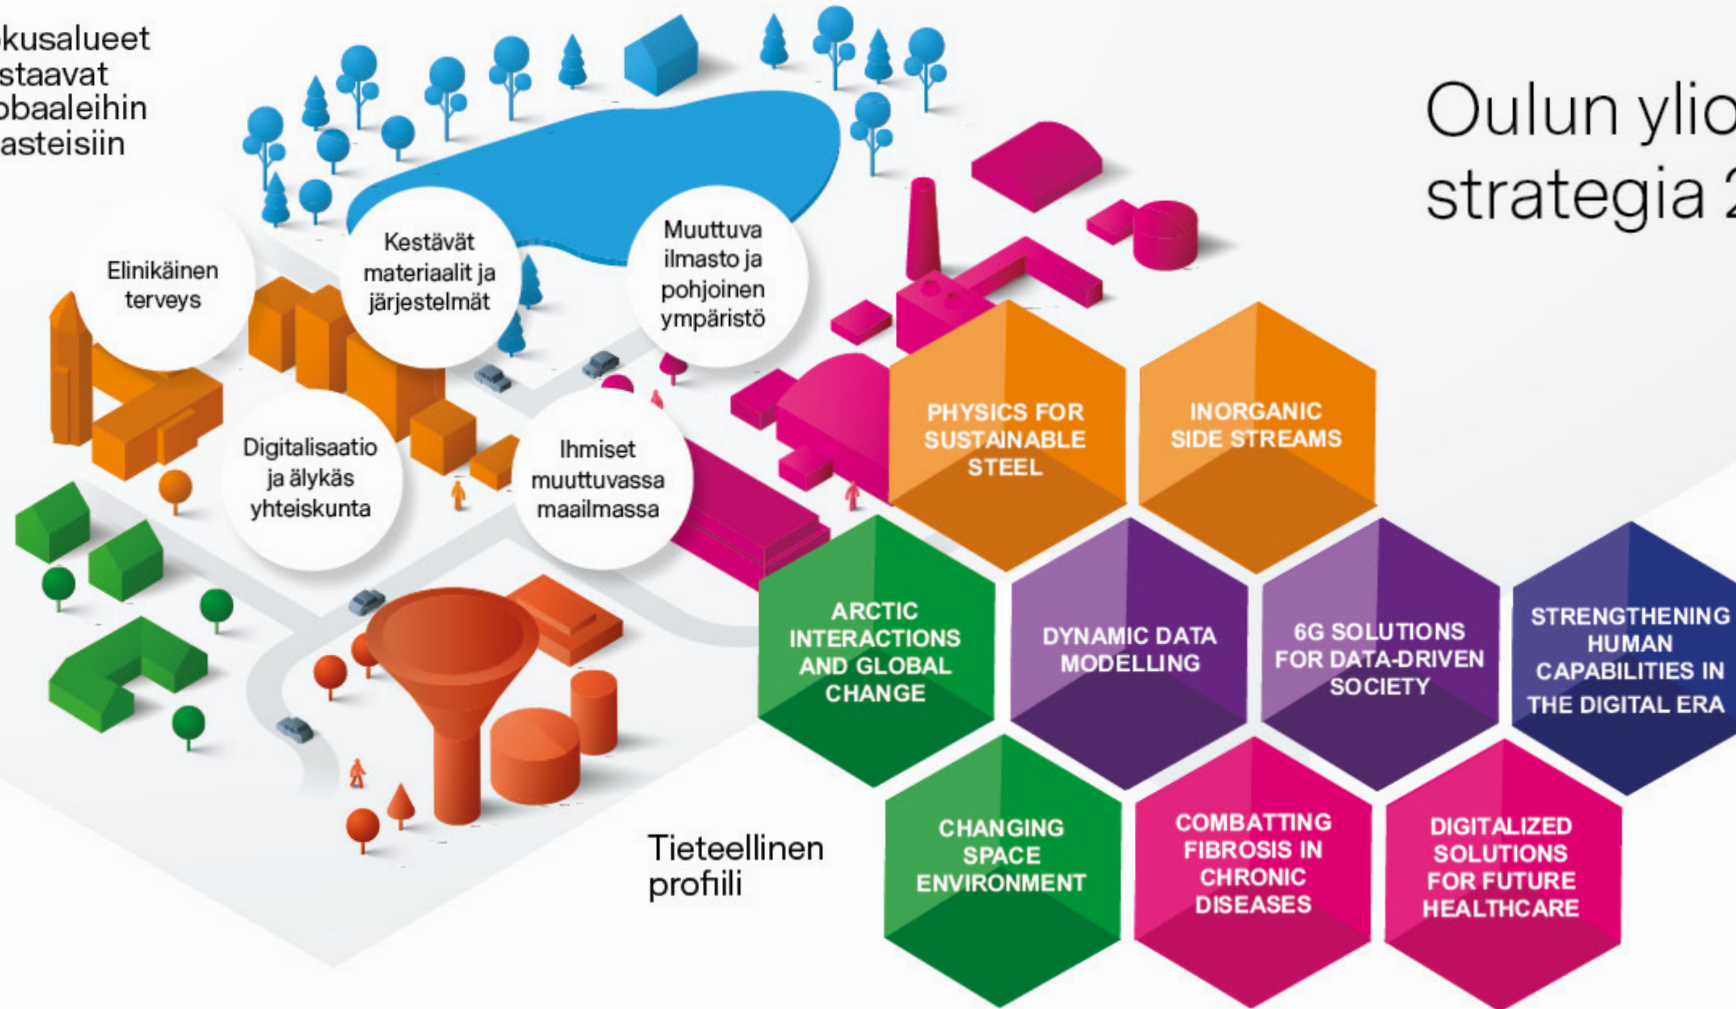 kusalueet
staavat
obaaleihin
asteisiin
Oulun ylio
strategia 2
Elinikäinen
terveys
Kestävät
materiaalit ja
järjestelmät
Muuttuva
ilmasto ja
pohjoinen
ympäristö
Digitalisaatio
ja älykäs
yhteiskunta
Ihmiset
muuttuvassa
maailmassa
PHYSICS FOR
SUSTAINABLE
STEEL
INORGANIC
SIDE STREAMS
ARCTIC
INTERACTIONS
AND GLOBAL
CHANGE
DYNAMIC DATA
MODELLING
6G SOLUTIONS
FOR DATA-DRIVEN
SOCIETY
STRENGTHENING
HUMAN
CAPABILITIES IN
THE DIGITAL ERA
Tieteellinen
profiili
CHANGING
SPACE
ENVIRONMENT
COMBATTING
FIBROSIS IN
CHRONIC
DISEASES
DIGITALIZED
SOLUTIONS
FOR FUTURE
HEALTHCARE